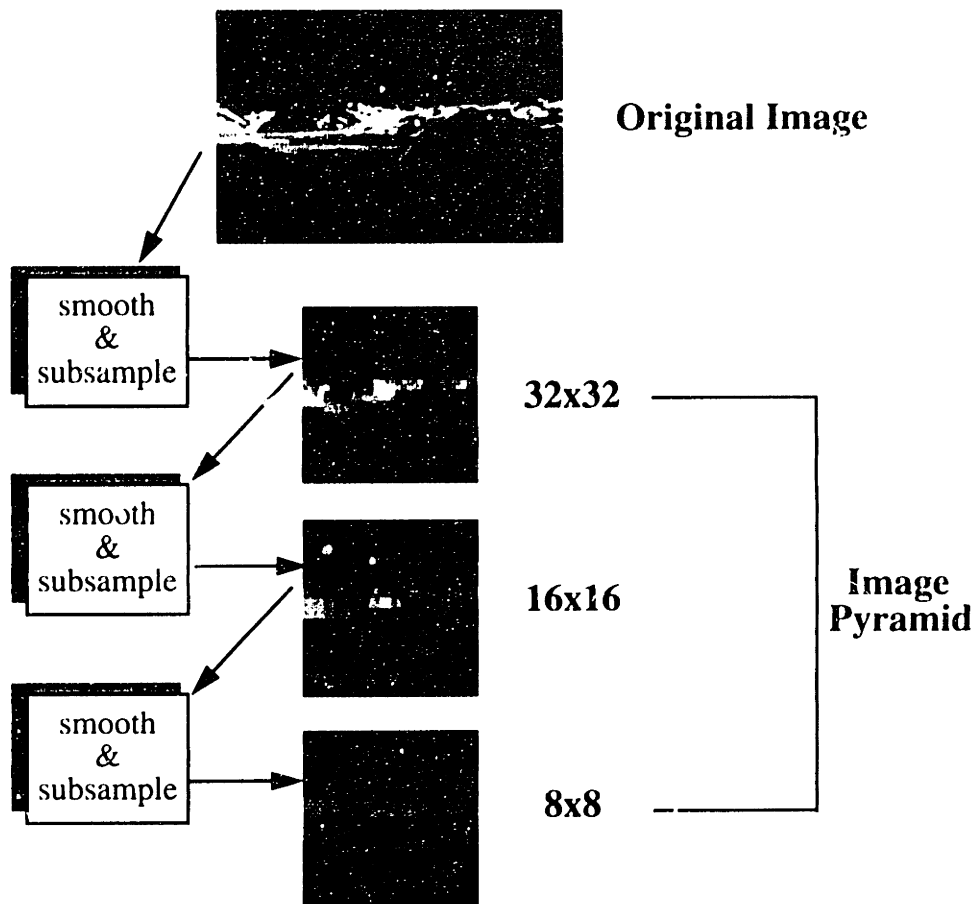 Original Image
smooth
&
subsample
32x32
smooth
&
subsample
16x16
Image
Pyramid
smooth
&
subsample
8x8